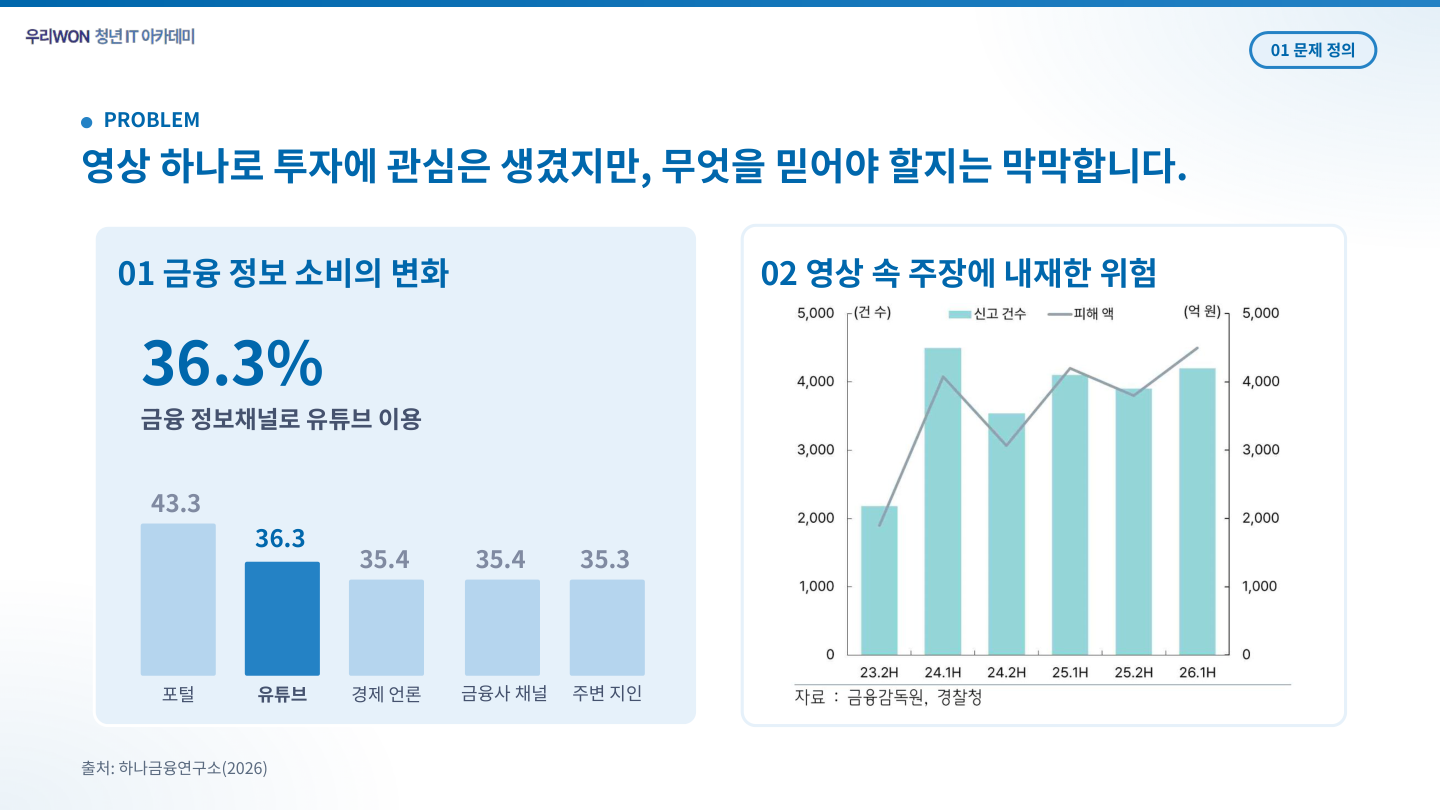 우리WON 청년 IT 아카데미
01 문제 정의
PROBLEM
영상 하나로 투자에 관심은 생겼지만, 무엇을 믿어야 할지는 막막합니다.
01 금융 정보 소비의 변화
36.3%
금융 정보채널로 유튜브 이용
43.3
36.3
35.4
35.4
35.3
포털
유튜브
경제 언론
금융사 채널
주변 지인
02 영상 속 주장에 내재한 위험
(건 수)
신고 건수
피해 액
(억 원)
5,000
4,000
3,000
2,000
1,000
0
5,000
4,000
3,000
2,000
1,000
0
23.2H
24.1H
24.2H
25.1H
25.2H
26.1H
자료 : 금융감독원, 경찰청
출처: 하나금융연구소(2026)